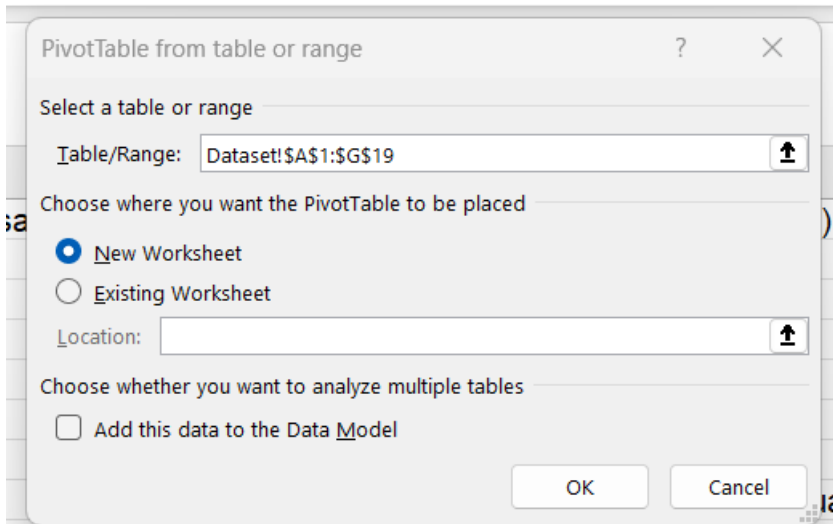 PivotTable from table or range ?
Select a table or range
Table/Range: Dataset!$A$1:$G$19
Choose where you want the PivotTable to be placed
sa )
New Worksheet
Existing Worksheet
Location:
Choose whether you want to analyze multiple tables
Add this data to the Data Model
OK Cancel